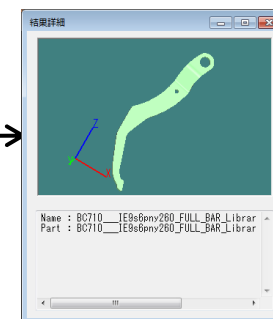 結果詳細
Z
Y
X
Name : BC710___IE9s6pny260_FULL_BAR_Librar
Part : BC710___IE9s6pny260_FULL_BAR_Librar